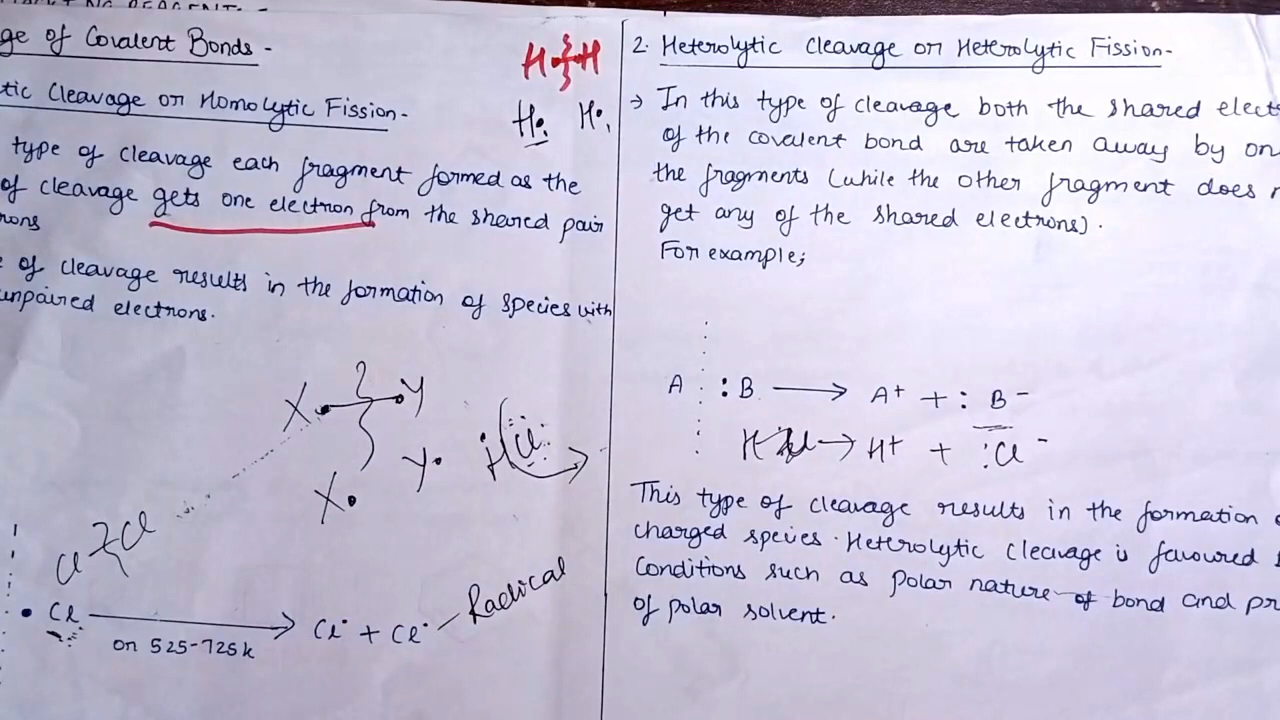 ge of Covalent Bonds -
tic Cleavage or Homolytic Fission -
type of cleavage each fragment formed as the
of cleavage gets one electron from the shared pair
rons
of cleavage results in the formation of species with
unpaired electrons.
H H
H• H•
X• •Y
X• Y•
H Cl
Cl Cl
• Cl → Cl• + Cl• - Radical
on 525-725k
2. Heterolytic Cleavage or Heterolytic Fission -
→ In this type of cleavage both the shared elect
of the covalent bond are taken away by on
the fragments (while the other fragment does
get any of the shared electrons).
For example;
A :B → A+ + :B-
H Cl → H+ + :Cl-
This type of cleavage results in the formation
charged species. Heterolytic cleavage is favoured
conditions such as polar nature of bond and pr
of polar solvent.